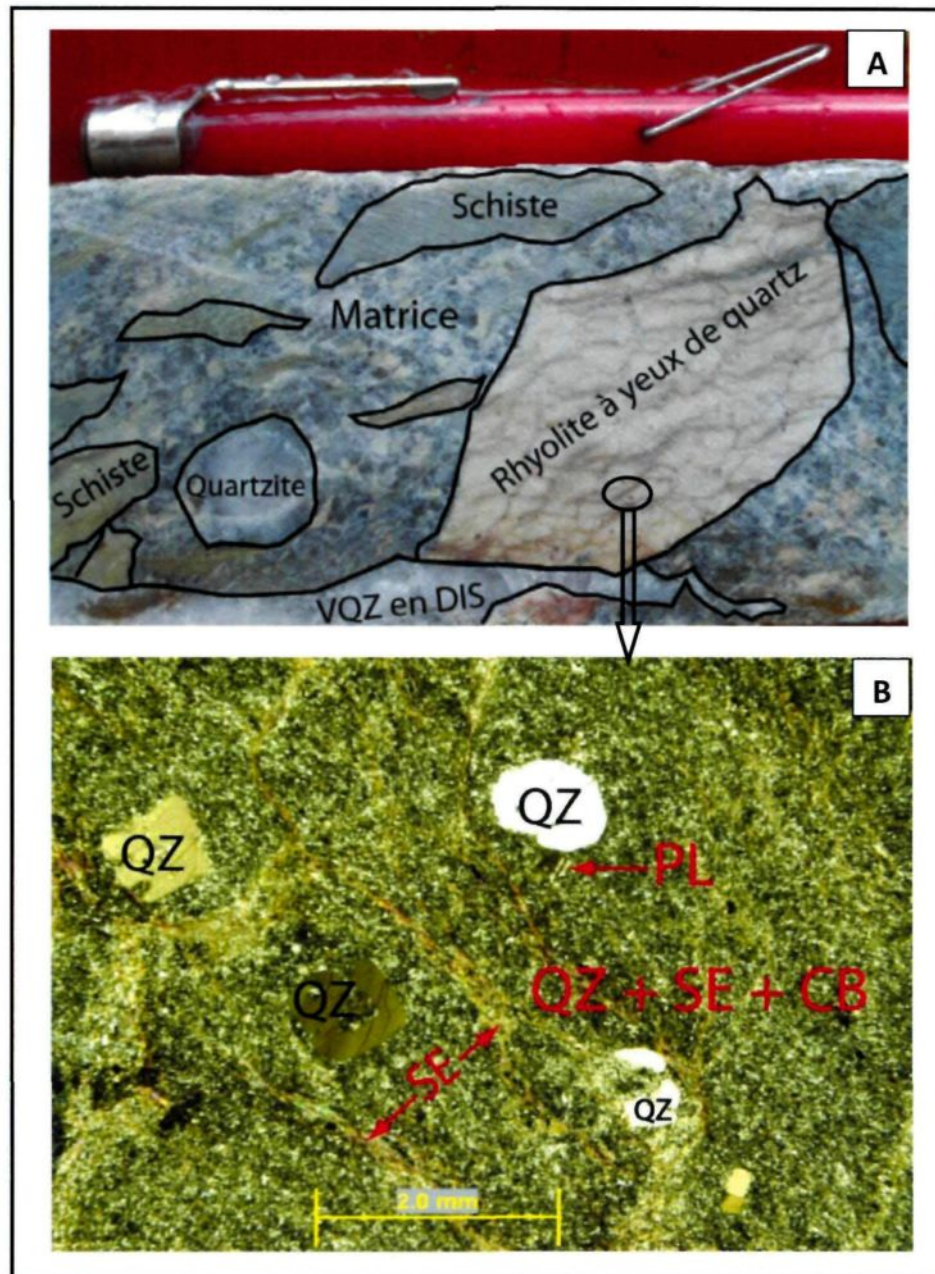 A
Schiste
Matrice
Rhyolite à yeux de quartz
Schiste
Quartzite
VQZ en DIS
B
QZ
QZ
PL
QZ
QZ + SE + CB
SE
QZ
2.0 mm